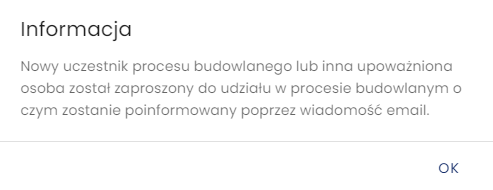 Informacja
Nowy uczestnik procesu budowlanego lub inna upoważniona
osoba został zaproszony do udziału w procesie budowlanym o
czym zostanie poinformowany poprzez wiadomość email.
OK